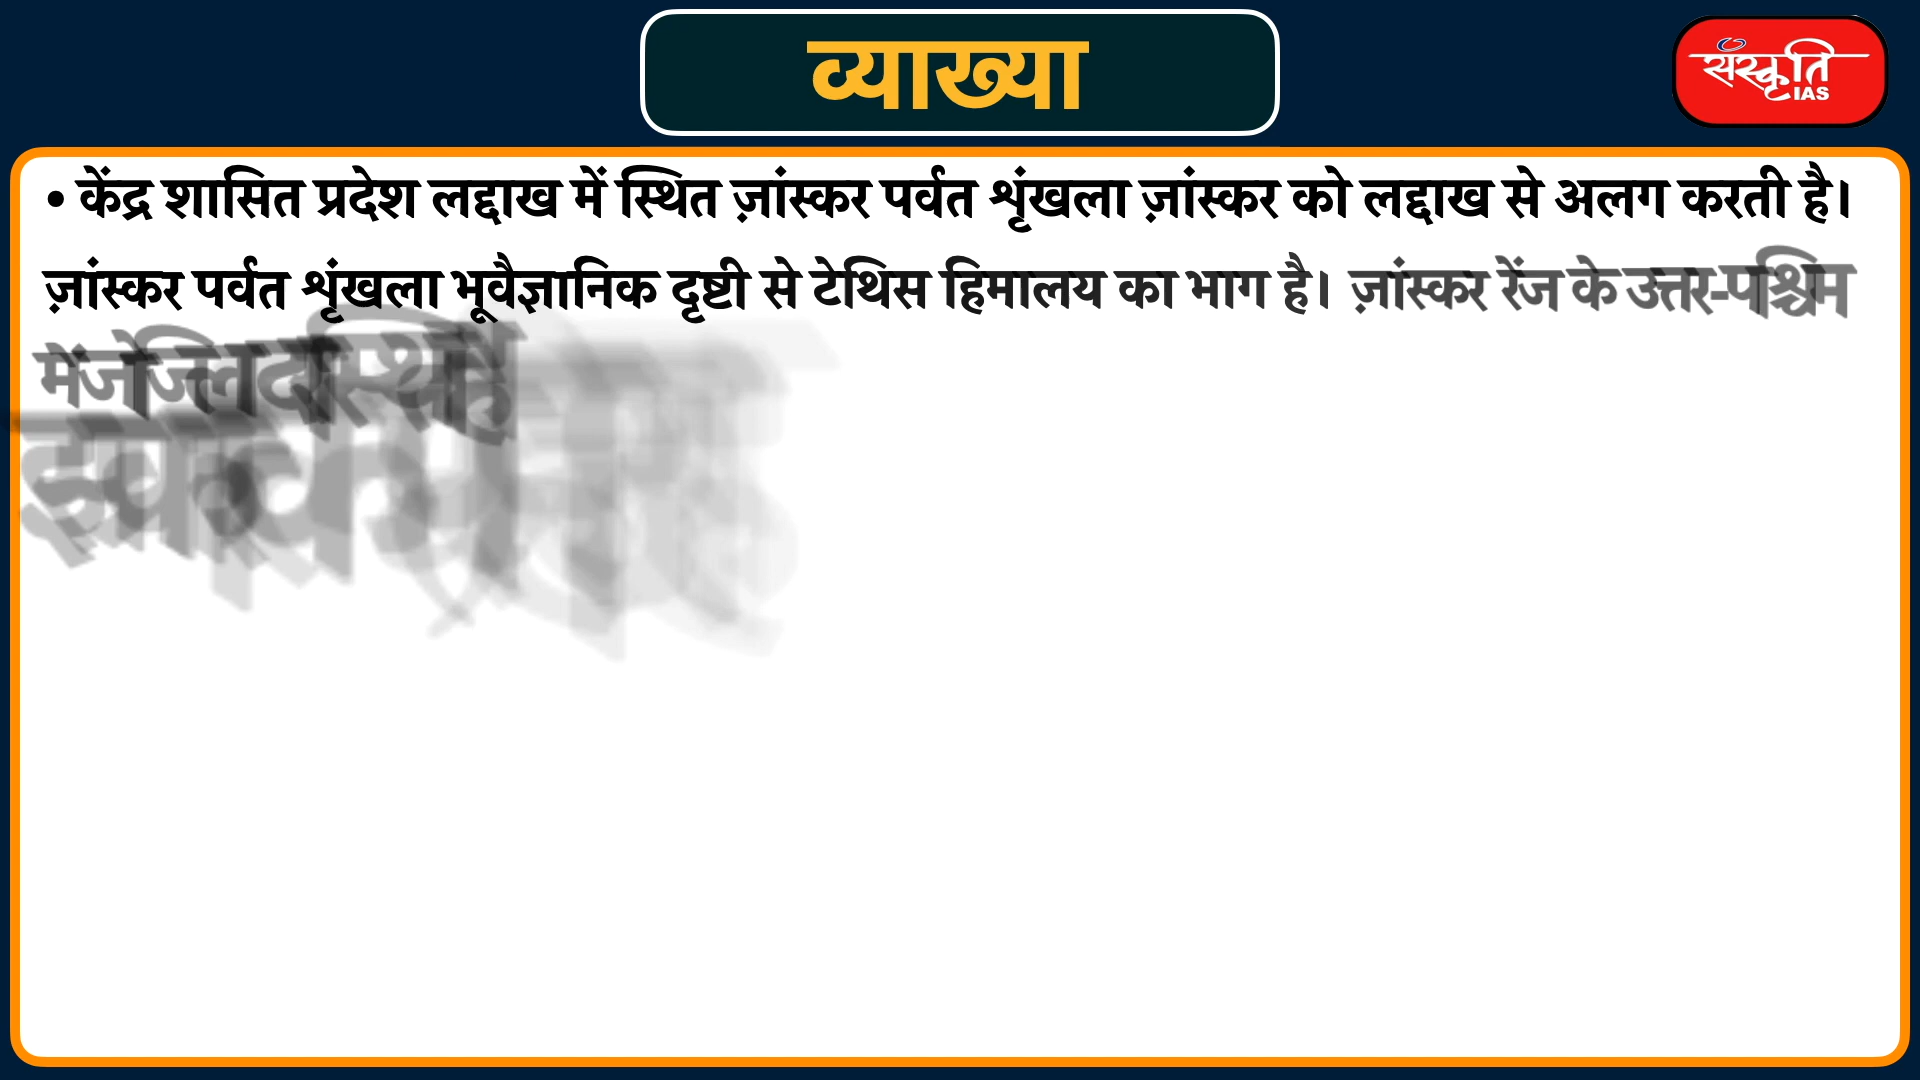 व्याख्या
संस्कृति
IAS
• केंद्र शासित प्रदेश लद्दाख में स्थित ज़ांस्कर पर्वत शृंखला ज़ांस्कर को लद्दाख से अलग करती है।
ज़ांस्कर पर्वत शृंखला भूवैज्ञानिक दृष्टी से टेथिस हिमालय का भाग है। ज़ांस्कर रेंज के उत्तर-पश्चिम
में